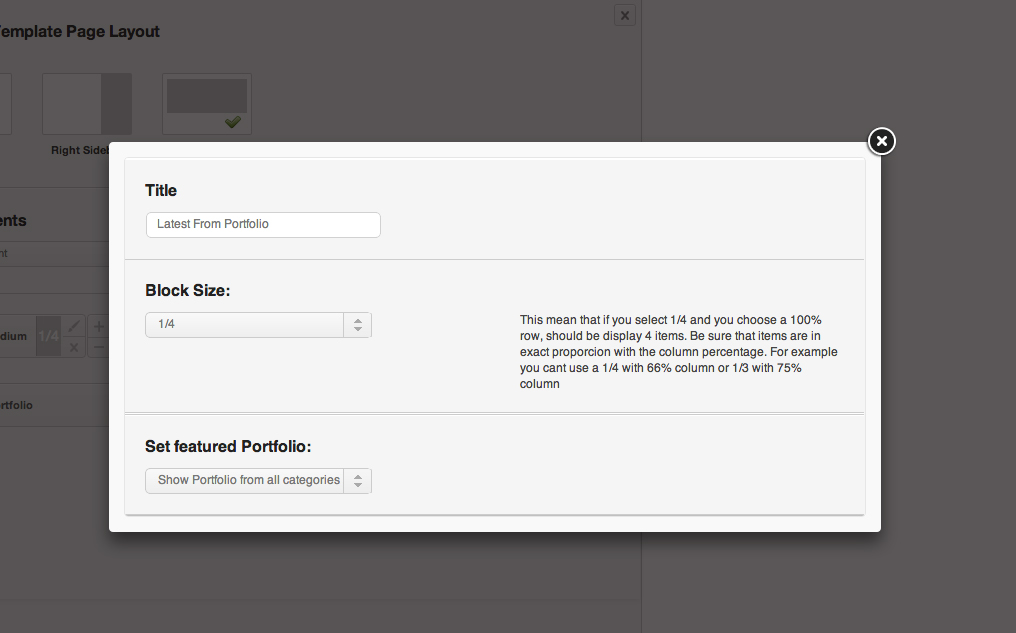 emplate Page Layout
Right Sideb
ents
nt
dium 1/4
rtfolio
Title
Latest From Portfolio
Block Size:
1/4
This mean that if you select 1/4 and you choose a 100%
row, should be display 4 items. Be sure that items are in
exact proporcion with the column percentage. For example
you cant use a 1/4 with 66% column or 1/3 with 75%
column
Set featured Portfolio:
Show Portfolio from all categories